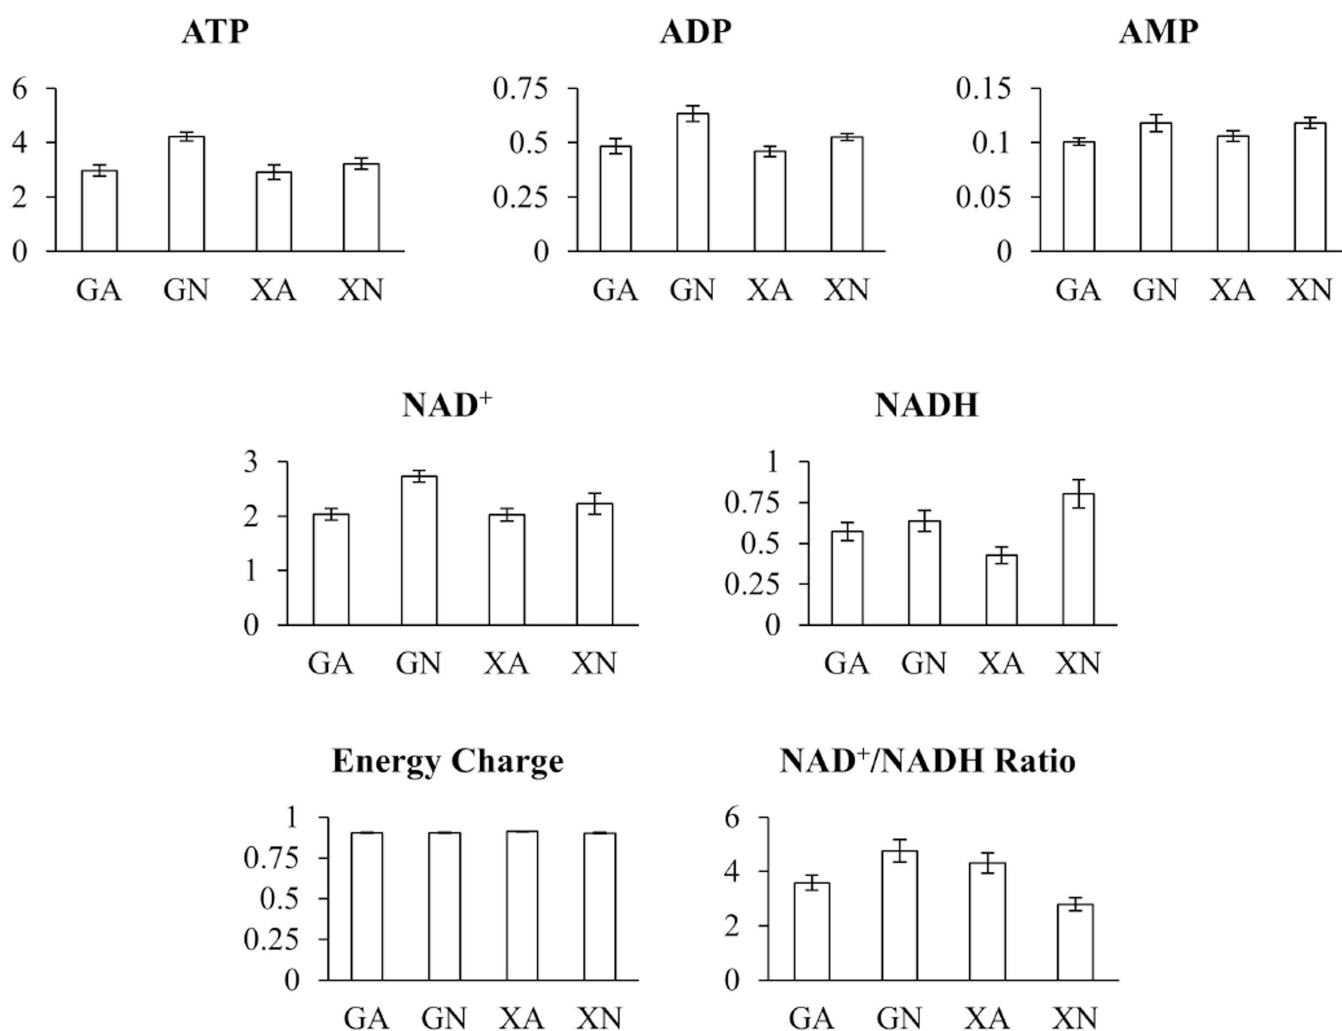 ATP
6
4
2
0
GA GN XA XN
ADP
0.75
0.5
0.25
0
GA GN XA XN
AMP
0.15
0.1
0.05
0
GA GN XA XN
NAD⁺
3
2
1
0
GA GN XA XN
NADH
1
0.75
0.5
0.25
0
GA GN XA XN
Energy Charge
1
0.75
0.5
0.25
0
GA GN XA XN
NAD⁺/NADH Ratio
6
4
2
0
GA GN XA XN